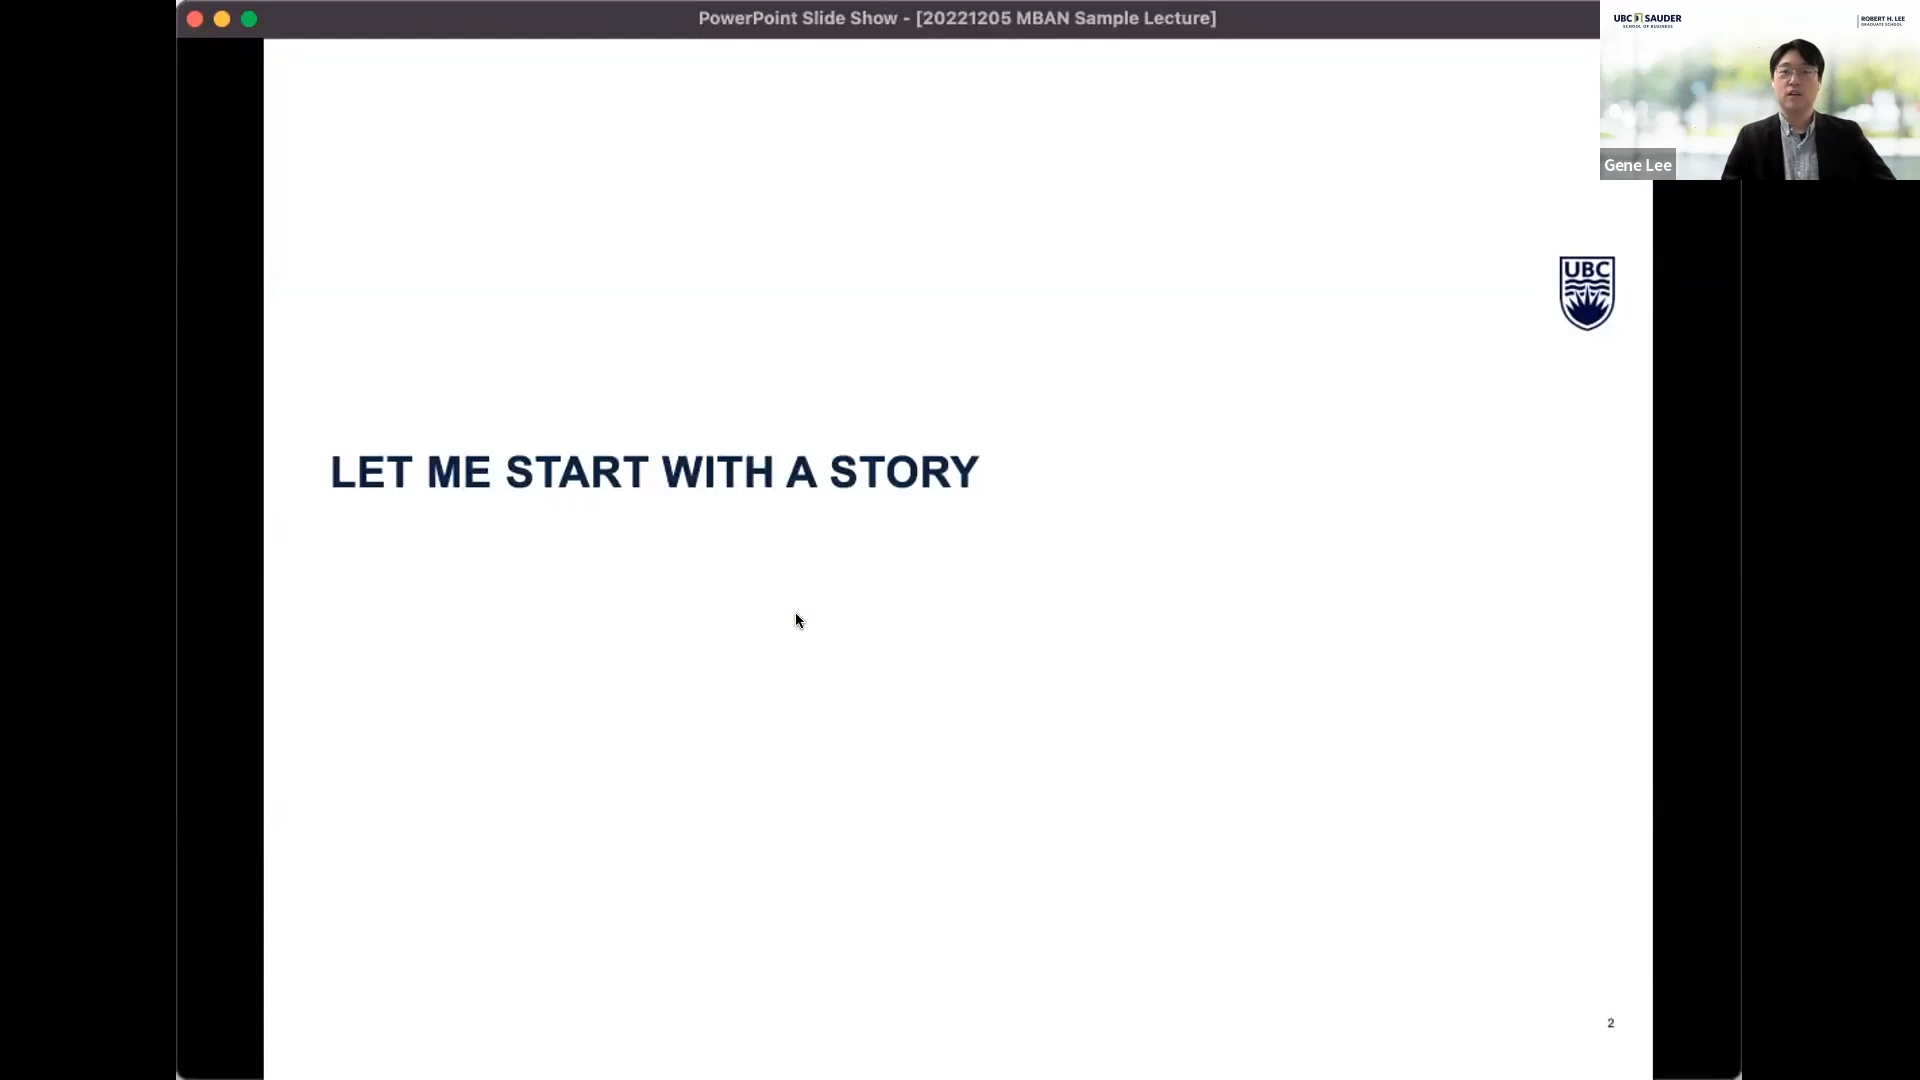 PowerPoint Slide Show - [20221205 MBAN Sample Lecture]
UBC SAUDER
SCHOOL OF BUSINESS
ROBERT H. LEE
GRADUATE SCHOOL
Gene Lee
UBC
LET ME START WITH A STORY
2